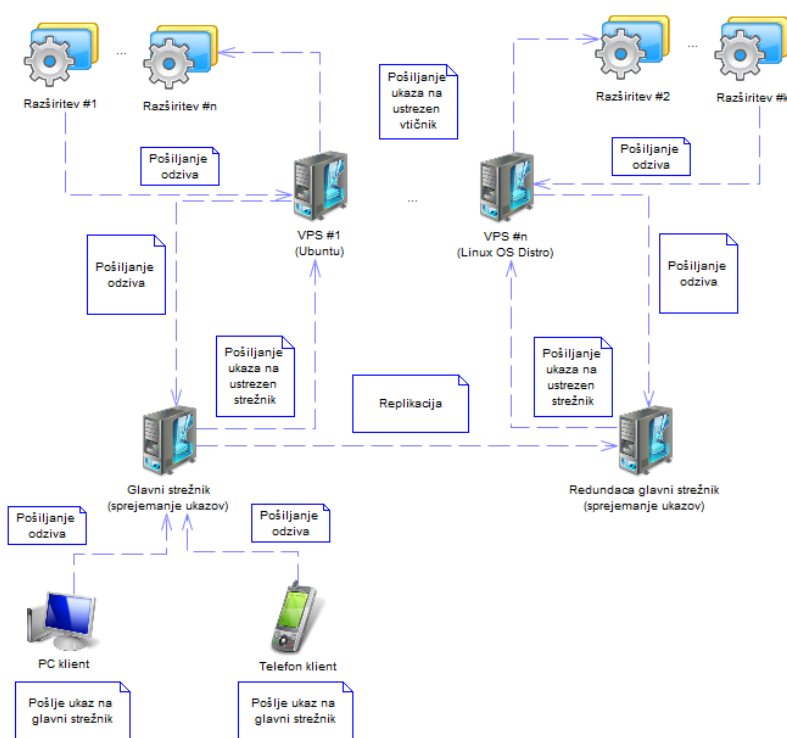 Razširitev #1
...
Razširitev #n
Pošiljanje
ukaza na
ustrezen
vtičnik
Razširitev #2
...
Razširitev #k
Pošiljanje
odziva
Pošiljanje
odziva
VPS #1
(Ubuntu)
...
VPS #n
(Linux OS Distro)
Pošiljanje
odziva
Pošiljanje
odziva
Pošiljanje
ukaza na
ustrezen
strežnik
Replikacija
Pošiljanje
ukaza na
ustrezen
strežnik
Glavni strežnik
(sprejemanje ukazov)
Redundaca glavni strežnik
(sprejemanje ukazov)
Pošiljanje
odziva
Pošiljanje
odziva
PC klient
Telefon klient
Pošlje ukaz na
glavni strežnik
Pošlje ukaz na
glavni strežnik